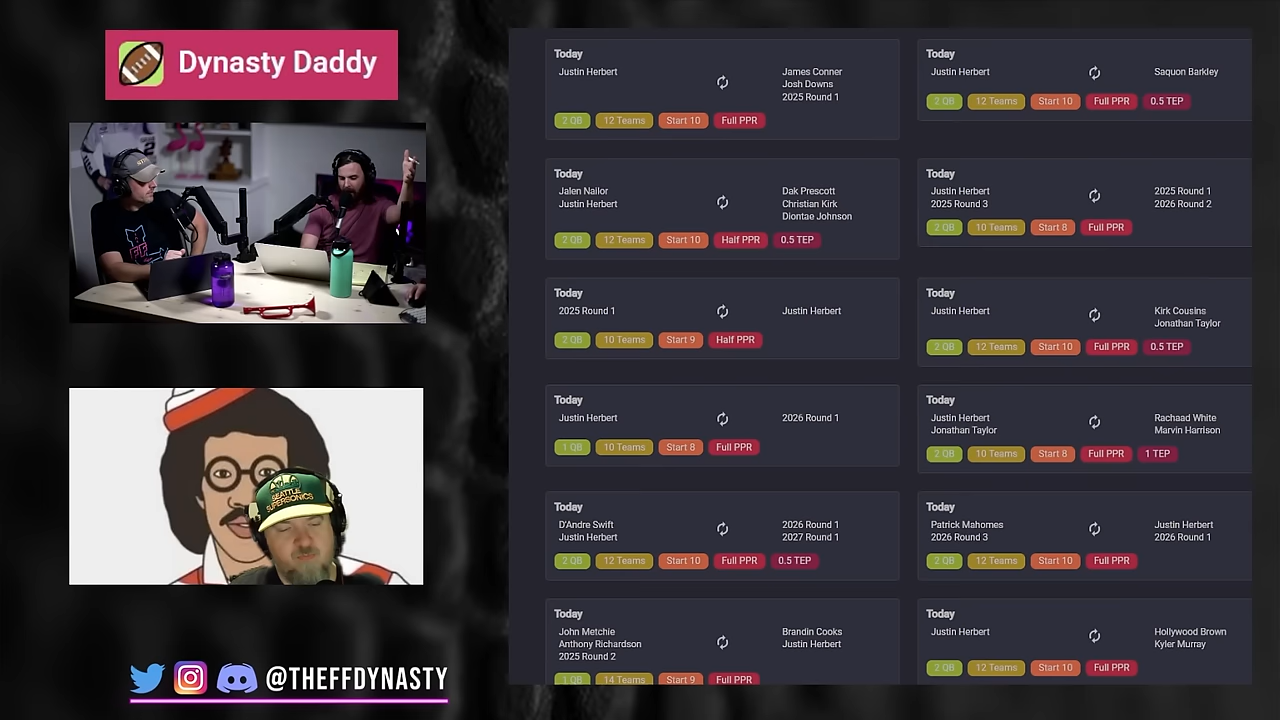 Dynasty Daddy
SEATTLE
SUPERSONICS
@THEFFDYNASTY
Today
Justin Herbert
James Conner
Josh Downs
2025 Round 1
2 QB
12 Teams
Start 10
Full PPR
Today
Justin Herbert
Saquon Barkley
2 QB
12 Teams
Start 10
Full PPR
0.5 TEP
Today
Jalen Nailor
Justin Herbert
Dak Prescott
Christian Kirk
Diontae Johnson
2 QB
12 Teams
Start 10
Half PPR
0.5 TEP
Today
Justin Herbert
2025 Round 3
2025 Round 1
2026 Round 2
2 QB
10 Teams
Start 8
Full PPR
Today
2025 Round 1
Justin Herbert
2 QB
10 Teams
Start 9
Half PPR
Today
Justin Herbert
Kirk Cousins
Jonathan Taylor
2 QB
12 Teams
Start 10
Full PPR
0.5 TEP
Today
Justin Herbert
2026 Round 1
1 QB
10 Teams
Start 8
Full PPR
Today
Justin Herbert
Jonathan Taylor
Rachaad White
Marvin Harrison
2 QB
10 Teams
Start 8
Full PPR
1 TEP
Today
D'Andre Swift
Justin Herbert
2026 Round 1
2027 Round 1
2 QB
12 Teams
Start 10
Full PPR
0.5 TEP
Today
Patrick Mahomes
2026 Round 3
Justin Herbert
2026 Round 1
2 QB
12 Teams
Start 10
Full PPR
Today
John Metchie
Anthony Richardson
2025 Round 2
Brandin Cooks
Justin Herbert
1 QB
14 Teams
Start 9
Full PPR
Today
Justin Herbert
Hollywood Brown
Kyler Murray
2 QB
12 Teams
Start 10
Full PPR